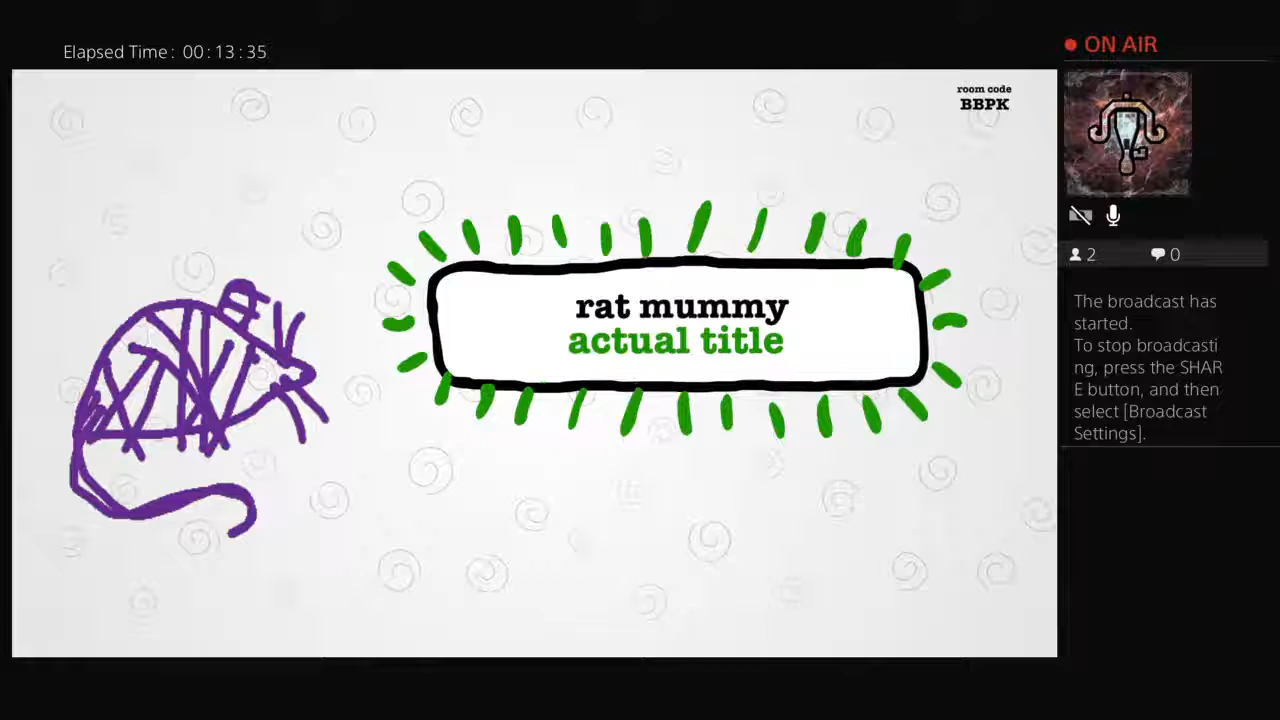 Elapsed Time: 00:13:35
ON AIR
room code
BBPK
rat mummy
actual title
2
0
The broadcast has
started.
To stop broadcasti
ng, press the SHAR
E button, and then
select [Broadcast
Settings].